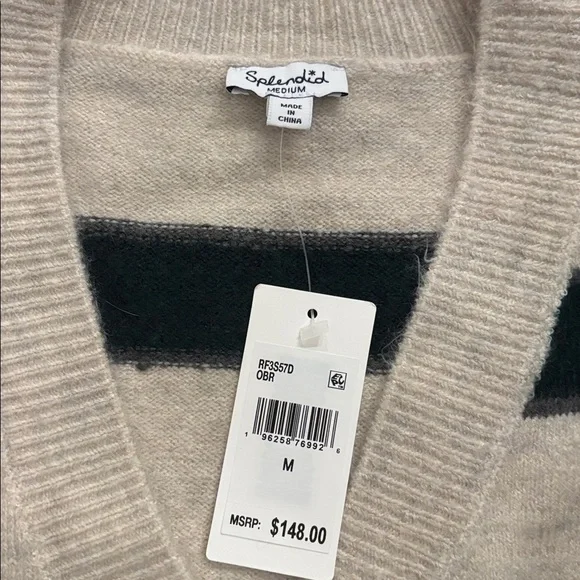 Splendid
MEDIUM
MADE
IN
CHINA
RF3S57D
OBR
1 96258 76992 6
M
MSRP: $148.00